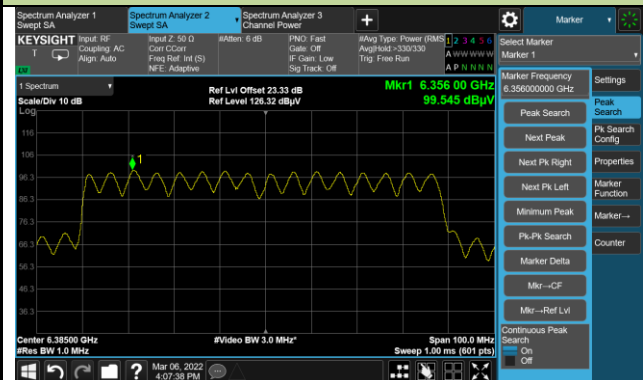 Spectrum Analyzer 1
Swept SA
Spectrum Analyzer 2
Swept SA
Spectrum Analyzer 3
Channel Power
+
Marker
KEYSIGHT
T
Input: RF
Coupling: AC
Align: Auto
Input Z: 50 Ω
Corr CCorr
Freq Ref: Int (S)
NFE: Adaptive
#Atten: 6 dB
PNO: Fast
Gate: Off
IF Gain: Low
Sig Track: Off
#Avg Type: Power (RMS
Avg|Hold:>330/330
Trig: Free Run
1 2 3 4 5 6
A W W W W W
A P N N N N
Select Marker
Marker 1
1 Spectrum
Scale/Div 10 dB
Ref Lvl Offset 23.33 dB
Ref Level 126.32 dBµV
Mkr1 6.356 00 GHz
99.545 dBµV
Log
116
106
96.3
86.3
76.3
66.3
56.3
46.3
36.3
1
Center 6.38500 GHz
#Res BW 1.0 MHz
#Video BW 3.0 MHz*
Span 100.0 MHz
Sweep 1.00 ms (601 pts)
Marker Frequency
6.356000000 GHz
Peak Search
Next Peak
Next Pk Right
Next Pk Left
Minimum Peak
Pk-Pk Search
Marker Delta
Mkr→CF
Mkr→Ref Lvl
Continuous Peak
Search
On
Off
Settings
Peak
Search
Pk Search
Config
Properties
Marker
Function
Marker→
Counter
?
Mar 06, 2022
4:07:38 PM